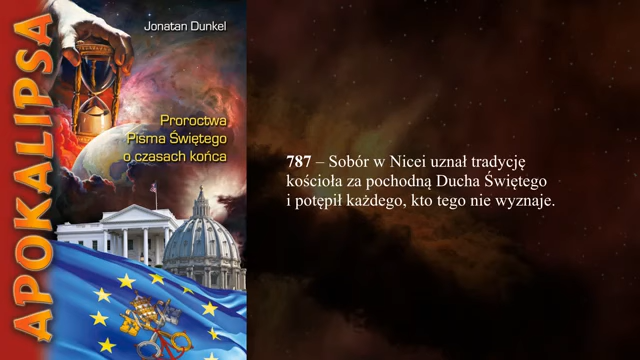 Jonatan Dunkel
APOKALIPSA
Proroctwa
Pisma Świętego
o czasach końca
787 – Sobór w Nicei uznał tradycję
kościoła za pochodną Ducha Świętego
i potępił każdego, kto tego nie wyznaje.